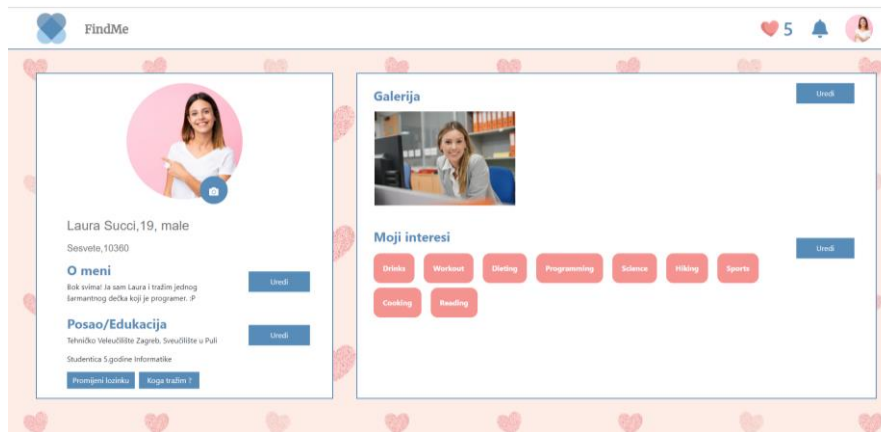 FindMe
5
Laura Succi,19, male
Sesvete,10360
O meni
Bok svima! Ja sam Laura i tražim jednog
šarmantnog dečka koji je programer. :P
Uredi
Posao/Edukacija
Tehničko Veleučilište Zagreb, Sveučilište u Puli
Studentica 5.godine Informatike
Uredi
Promijeni lozinku
Koga tražim ?
Galerija
Uredi
Moji interesi
Uredi
Drinks Workout Dieting Programming Science Hiking Sports
Cooking Reading